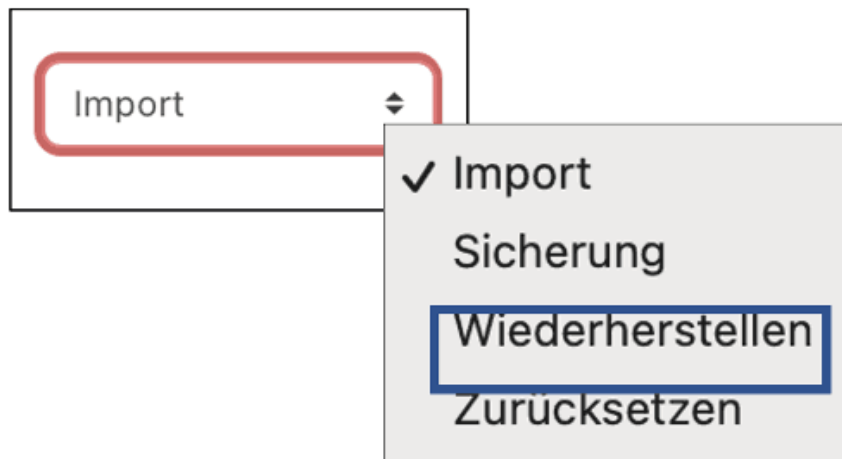 Import
Import
Sicherung
Wiederherstellen
Zurücksetzen